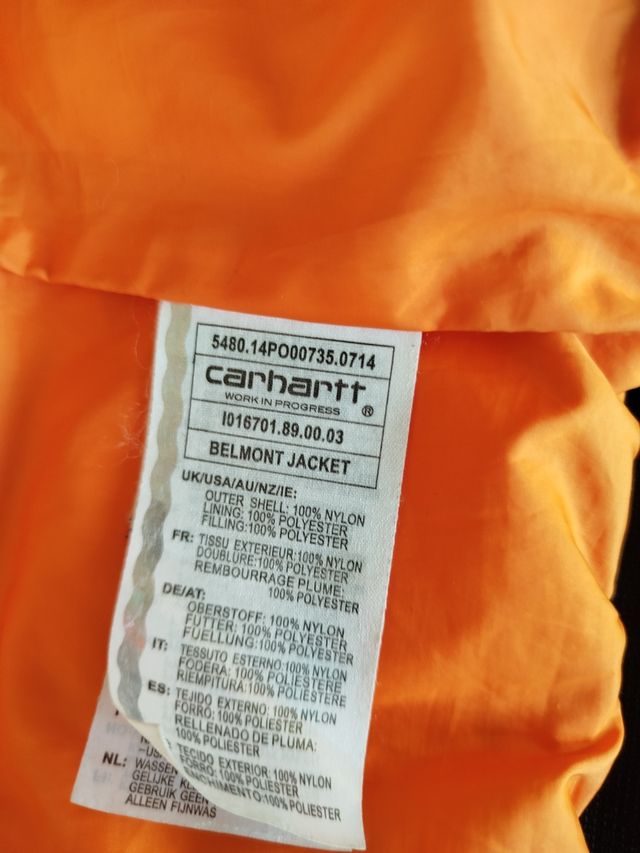 5480.14PO00735.0714
carhartt
WORK IN PROGRESS ®
I016701.89.00.03
BELMONT JACKET
UK/USA/AU/NZ/IE:
OUTER SHELL: 100% NYLON
LINING: 100% POLYESTER
FILLING:100% POLYESTER
FR: TISSU EXTERIEUR:100% NYLON
DOUBLURE:100% POLYESTER
REMBOURRAGE PLUME:
100% POLYESTER
DE/AT:
OBERSTOFF: 100% NYLON
FUTTER: 100% POLYESTER
FUELLUNG:100% POLYESTER
IT: TESSUTO ESTERNO:100% NYLON
FODERA: 100% POLIESTERE
RIEMPITURA: 100% POLIESTERE
ES: TEJIDO EXTERNO: 100% NYLON
FORRO: 100% POLIESTER
RELLENADO DE PLUMA:
100% POLIESTER
TECIDO EXTERIOR: 100% NYLON
FORRO: 100% POLIESTER
ENCHIMENTO:100% POLIESTER
NL: WASSEN
GELIJKE KLE
GEBRUIK GEEN
ALLEEN FIJNWAS